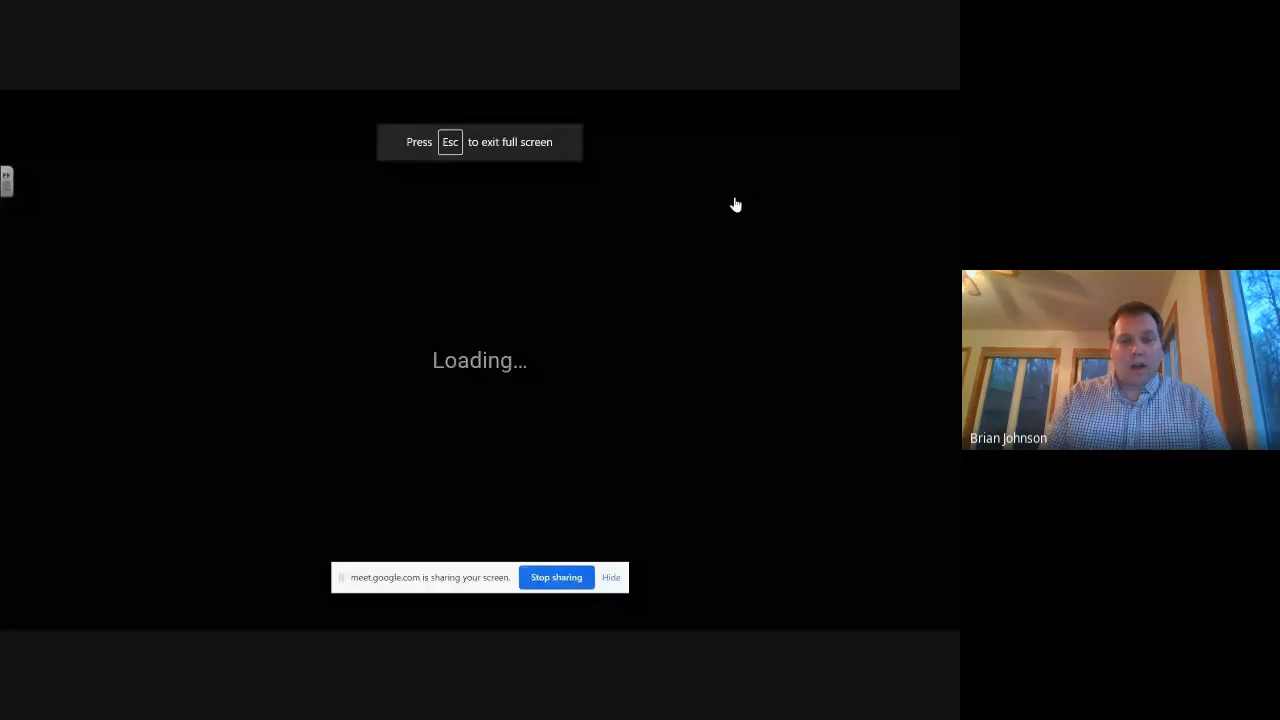 Press Esc to exit full screen
Loading...
Brian Johnson
meet.google.com is sharing your screen. Stop sharing Hide